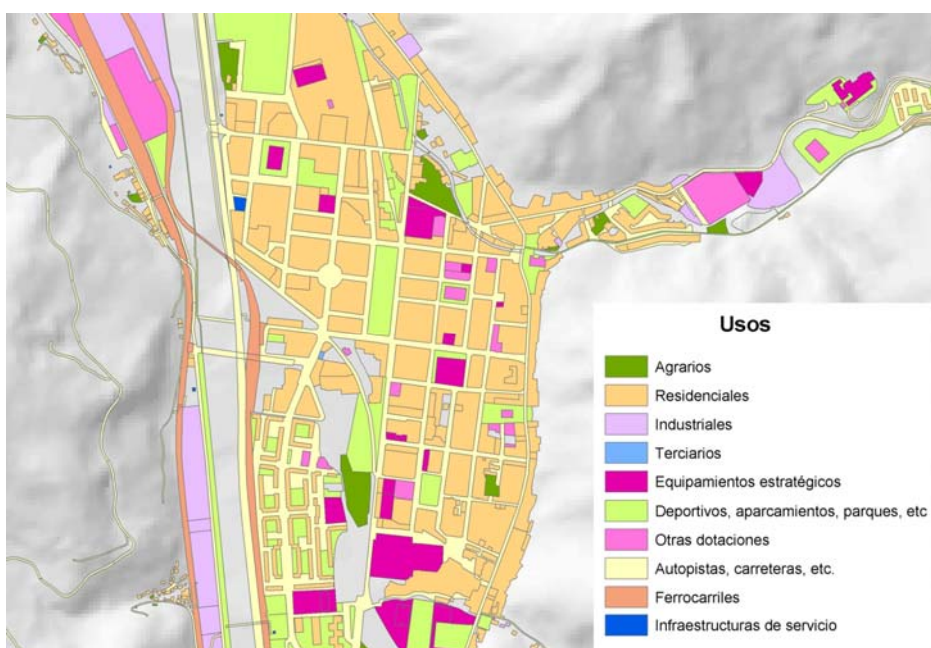 Usos
Agrarios
Residenciales
Industriales
Terciarios
Equipamientos estratégicos
Deportivos, aparcamientos, parques, etc
Otras dotaciones
Autopistas, carreteras, etc.
Ferrocarriles
Infraestructuras de servicio